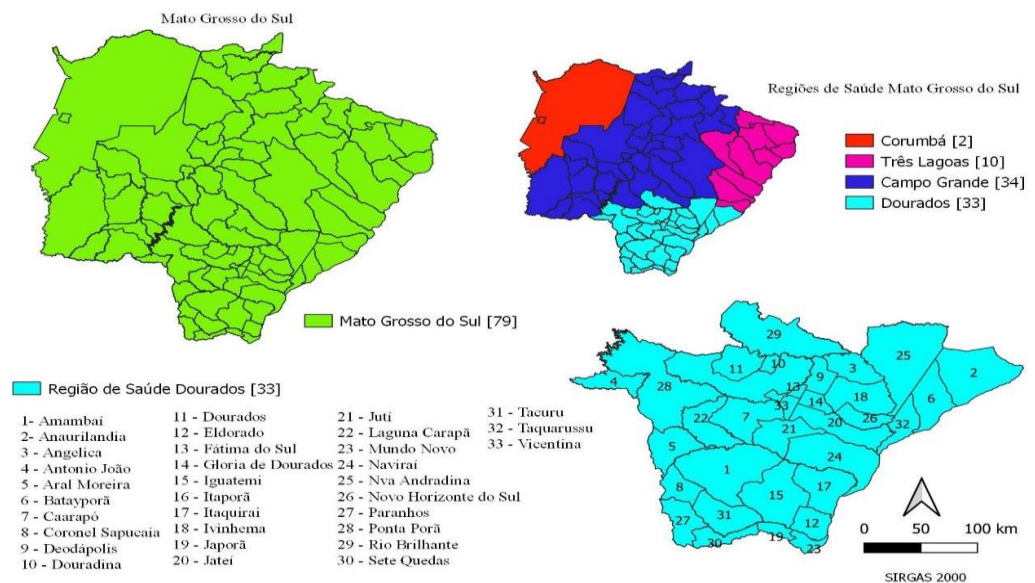 Mato Grosso do Sul
Mato Grosso do Sul [79]
Regiões de Saúde Mato Grosso do Sul
Corumbá [2]
Três Lagoas [10]
Campo Grande [34]
Dourados [33]
Região de Saúde Dourados [33]
1- Amambaí
2- Anaurilandia
3 - Angelica
4 - Antonio João
5 - Aral Moreira
6 - Batayporã
7 - Caarapó
8 - Coronel Sapucaia
9 - Deodápolis
10 - Douradina
11 - Dourados
12 - Eldorado
13 - Fátima do Sul
14 - Gloria de Dourados
15 - Iguatemi
16 - Itaporã
17 - Itaquirai
18 - Ivinhema
19 - Japorã
20 - Jateí
21 - Jutí
22 - Laguna Carapã
23 - Mundo Novo
24 - Naviraí
25 - Nva Andradina
26 - Novo Horizonte do Sul
27 - Paranhos
28 - Ponta Porã
29 - Rio Brilhante
30 - Sete Quedas
31 - Tacuru
32 - Taquarussu
33 - Vicentina
29
25
2
11
10
9
3
4
28
13
14
18
6
33
22
7
21
20
26
32
5
24
1
8
15
17
27
31
12
30
19
23
0 50 100 km
SIRGAS 2000